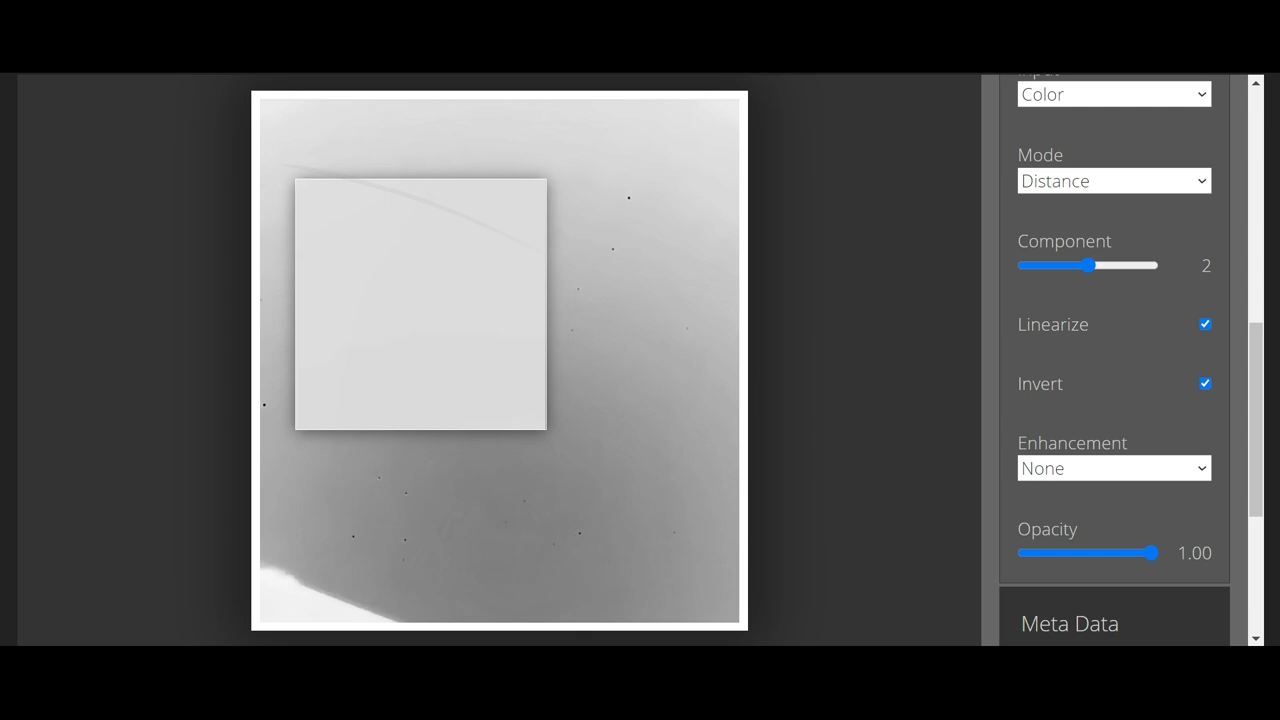 Color
Mode
Distance
Component
2
Linearize
Invert
Enhancement
None
Opacity
1.00
Meta Data